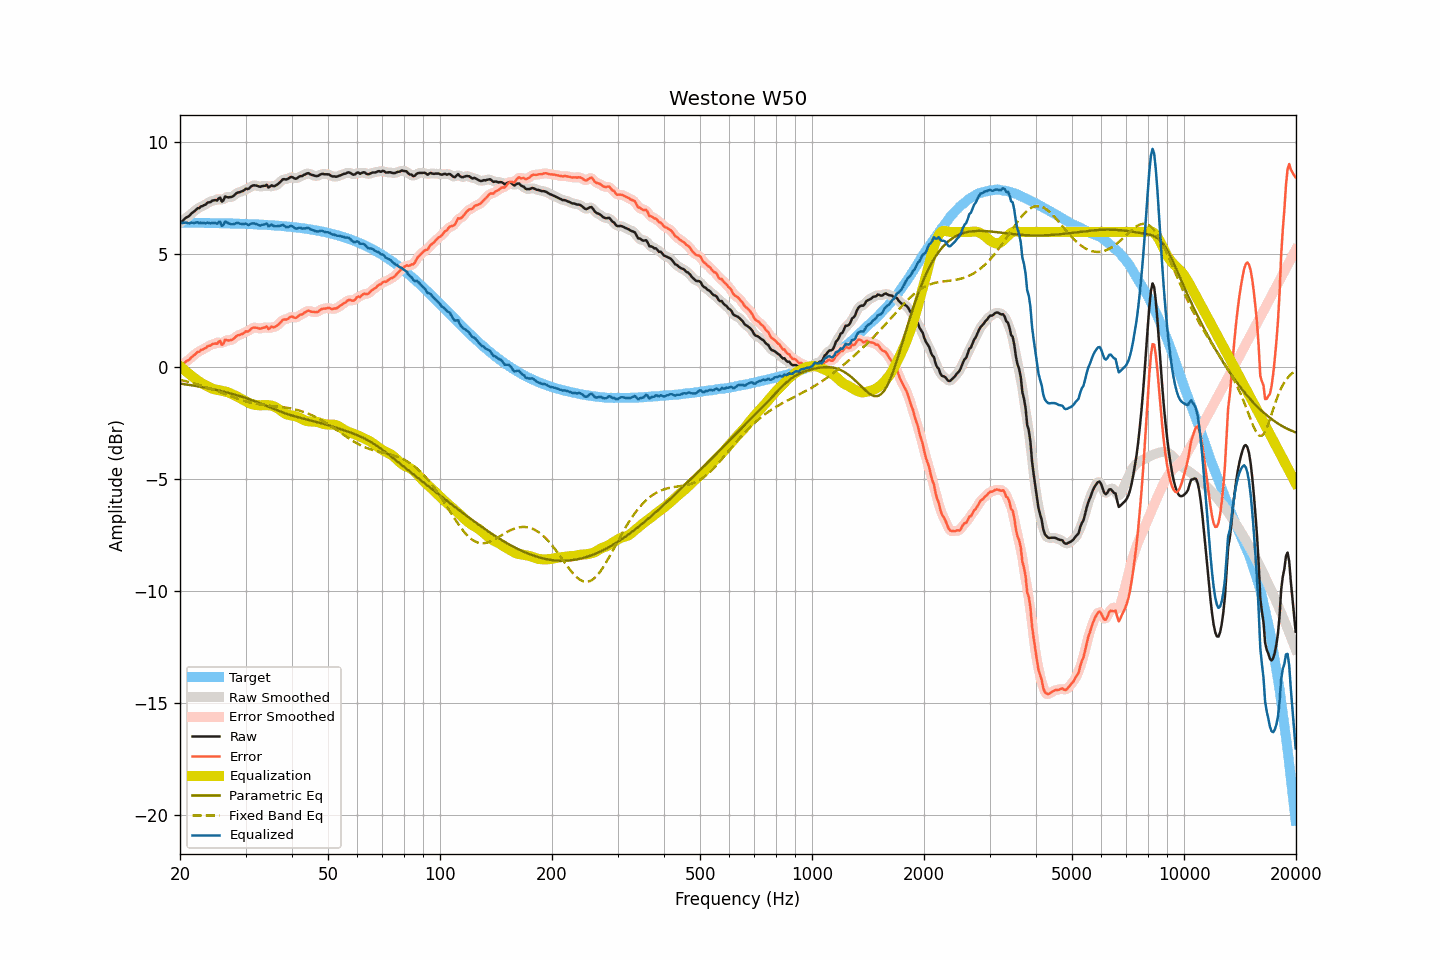 Westone W50
10
5
0
−5
−10
−15
−20
Amplitude (dBr)
Target
Raw Smoothed
Error Smoothed
Raw
Error
Equalization
Parametric Eq
Fixed Band Eq
Equalized
20 50 100 200 500 1000 2000 5000 10000 20000
Frequency (Hz)